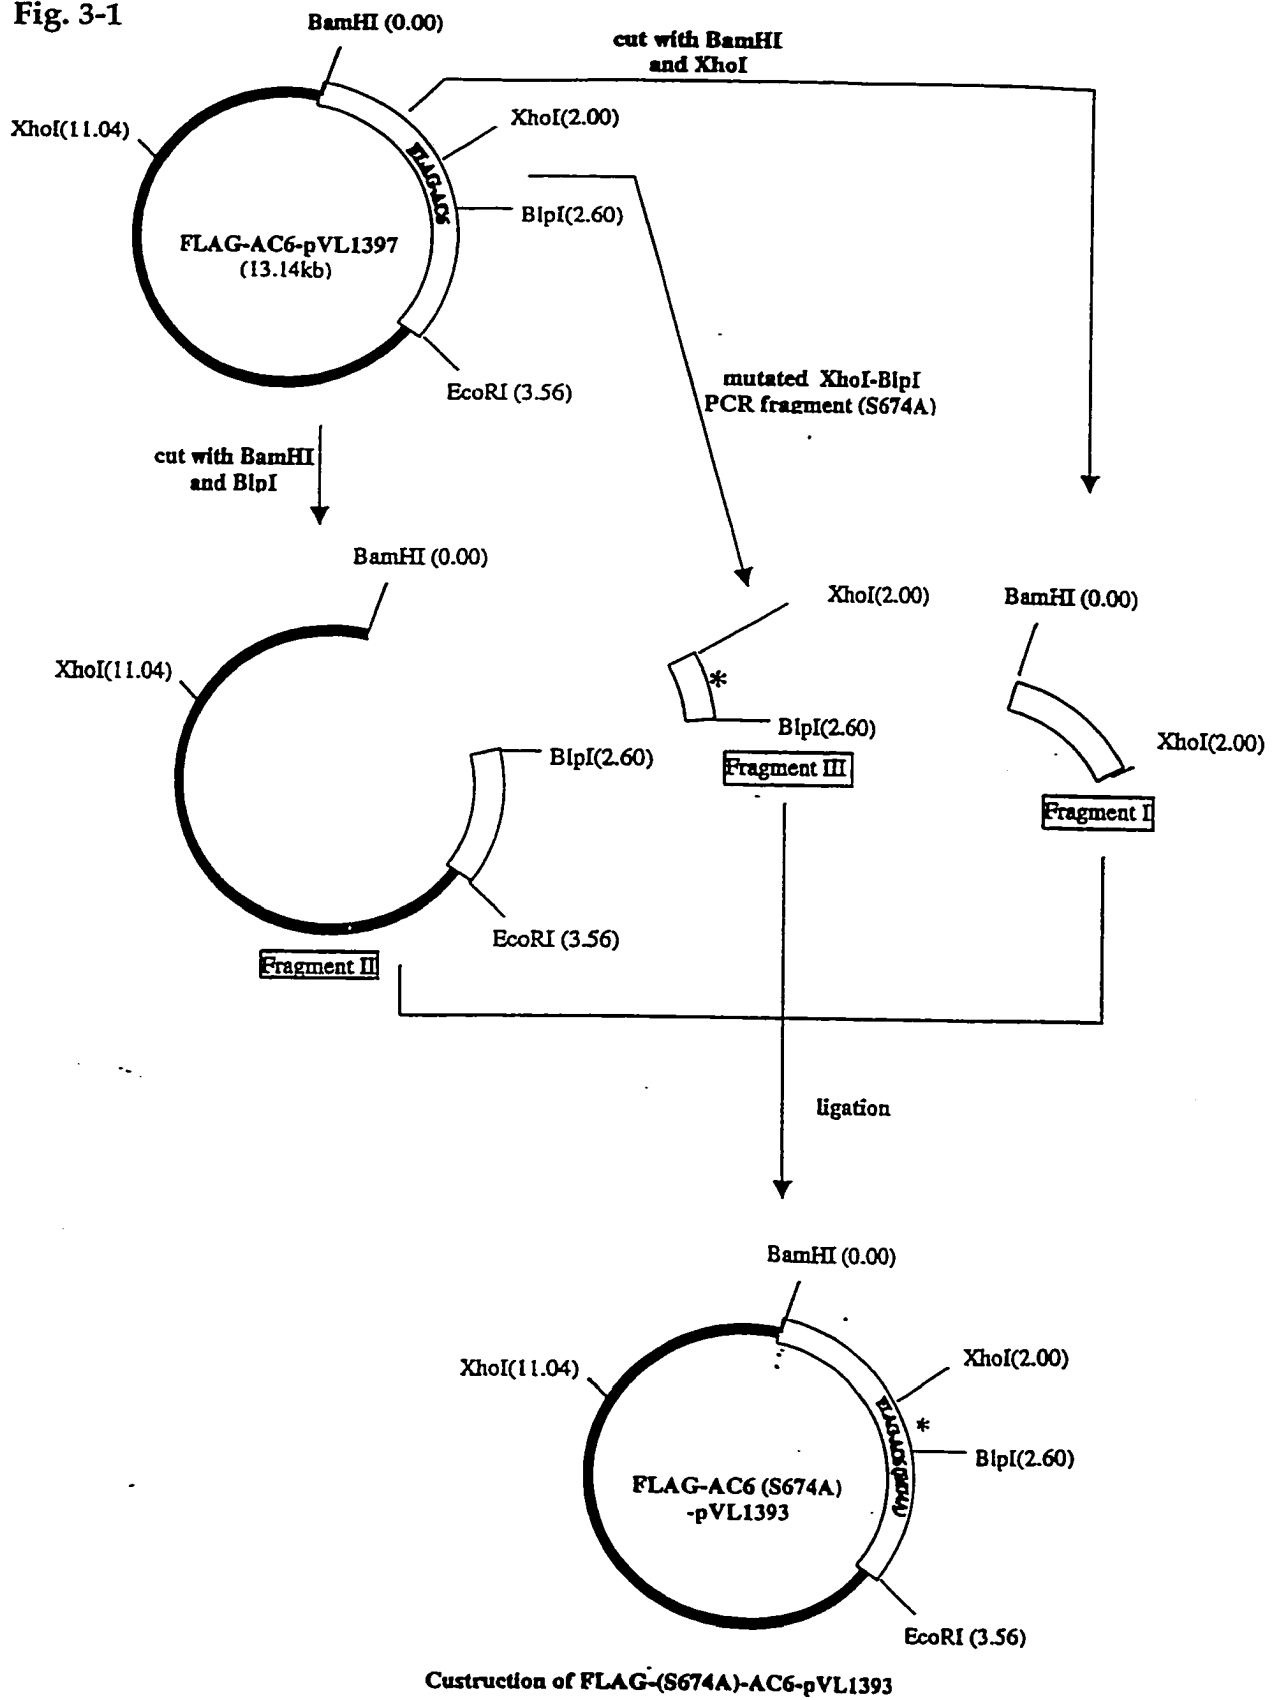 Fig. 3-1
BamHI (0.00)
cut with BamHI
and XhoI
XhoI(11.04)
XhoI(2.00)
FLAG-AC6
BlpI(2.60)
FLAG-AC6-pVL1397
(13.14kb)
EcoRI (3.56)
mutated XhoI-BlpI
PCR fragment (S674A)
cut with BamHI
and BlpI
BamHI (0.00)
XhoI(11.04)
BlpI(2.60)
EcoRI (3.56)
Fragment II
XhoI(2.00)
*
BlpI(2.60)
Fragment III
BamHI (0.00)
XhoI(2.00)
Fragment I
ligation
BamHI (0.00)
XhoI(11.04)
XhoI(2.00)
*
FLAG-AC6 (S674A)
BlpI(2.60)
FLAG-AC6 (S674A)
-pVL1393
EcoRI (3.56)
Custruction of FLAG-(S674A)-AC6-pVL1393